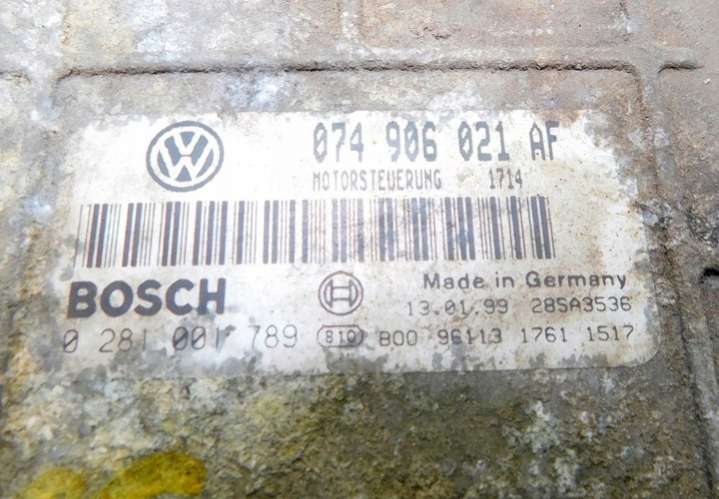 074 906 021 AF
MOTORSTEUERUNG 1714
BOSCH
Made in Germany
13.01.99 28SA3536
0 281 001 789 810 800 96113 1761 1517